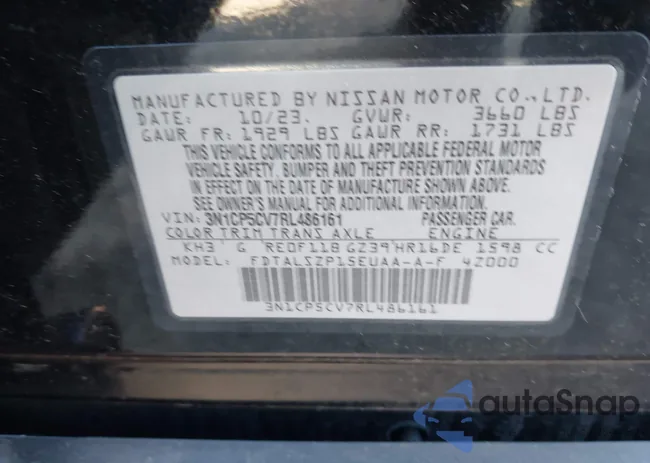 MANUFACTURED BY NISSAN MOTOR CO., LTD.
DATE: 10/23. GVWR: 3660 LBS
GAWR FR: 1929 LBS GAWR RR: 1731 LBS
THIS VEHICLE CONFORMS TO ALL APPLICABLE FEDERAL MOTOR
VEHICLE SAFETY, BUMPER AND THEFT PREVENTION STANDARDS
IN EFFECT ON THE DATE OF MANUFACTURE SHOWN ABOVE.
SEE OWNER'S MANUAL FOR ADDITIONAL INFORMATION.
VIN: 3N1CP5CV7RL486161 PASSENGER CAR.
COLOR TRIM TRANS AXLE ENGINE
KH3 G RE0F11B GZ39 HR16DE 1598 CC
FDTALSZP15EUAA-A-F 42000
3N1CP5CV7RL486161
autaSnap